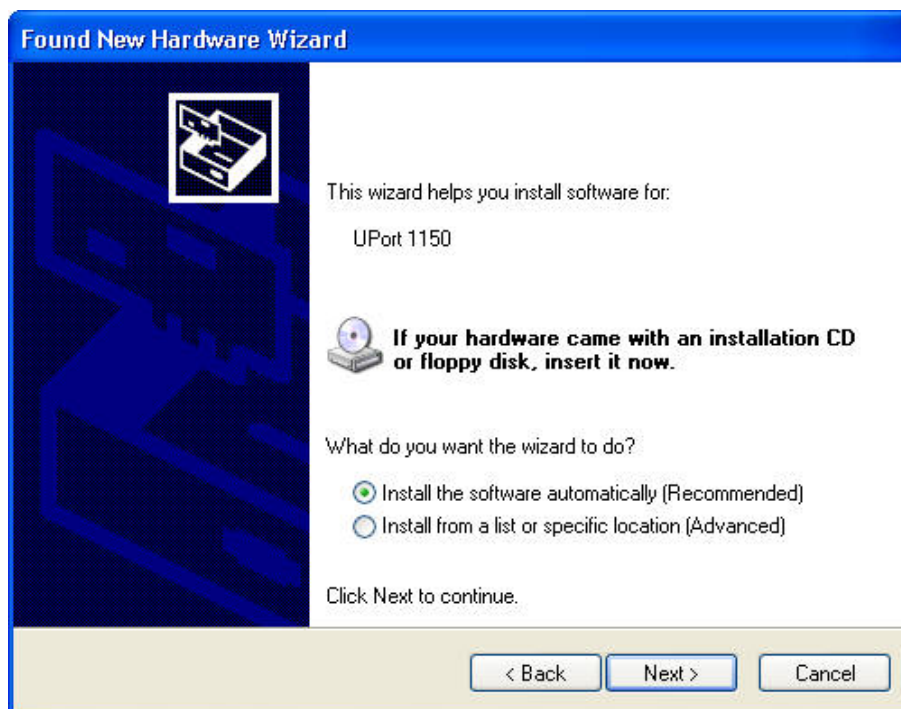 Found New Hardware Wizard
This wizard helps you install software for:
UPort 1150
If your hardware came with an installation CD
or floppy disk, insert it now.
What do you want the wizard to do?
Install the software automatically (Recommended)
Install from a list or specific location (Advanced)
Click Next to continue.
< Back Next > Cancel